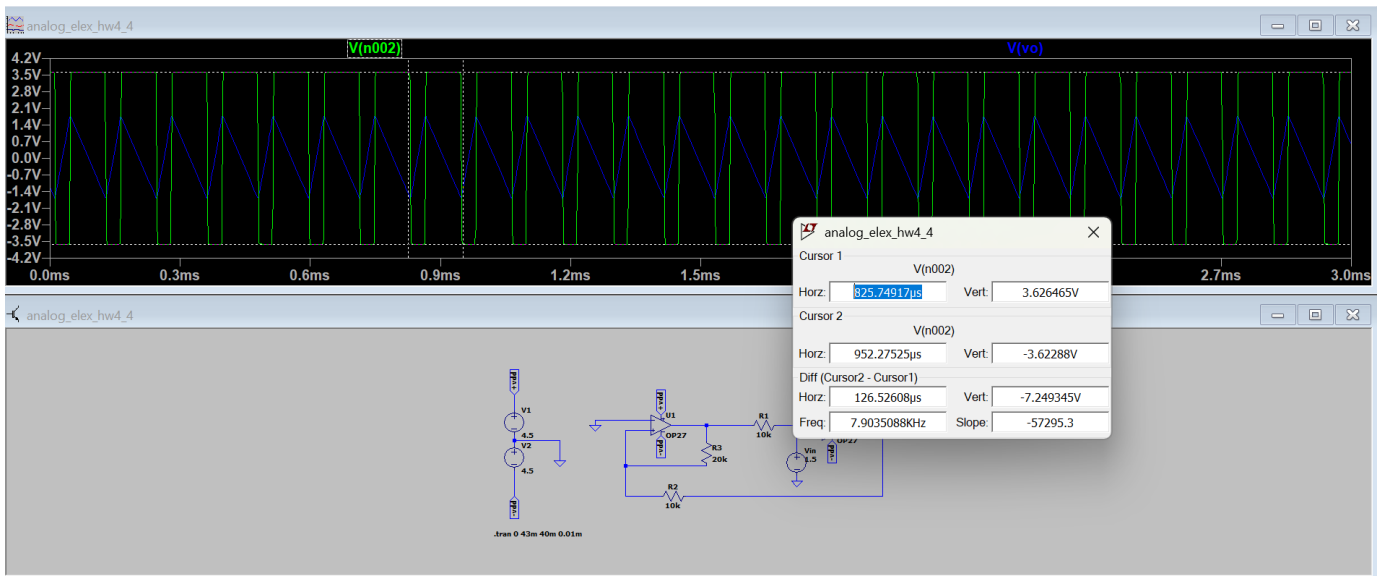 analog_elex_hw4_4
V(n002) V(vo)
4.2V
3.5V
2.8V
2.1V
1.4V
0.7V
0.0V
-0.7V
-1.4V
-2.1V
-2.8V
-3.5V
-4.2V
0.0ms 0.3ms 0.6ms 0.9ms 1.2ms 1.5ms 2.7ms 3.0ms
analog_elex_hw4_4
Cursor 1
V(n002)
Horz: 825.74917µs Vert: 3.626465V
Cursor 2
V(n002)
Horz: 952.27525µs Vert: -3.62288V
Diff (Cursor2 - Cursor1)
Horz: 126.52608µs Vert: -7.249345V
Freq: 7.9035088KHz Slope: -57295.3
analog_elex_hw4_4
+vdd
V1
4.5
V2
4.5
-vdd
+vdd
U1
OP27
-vdd
R1
10k
R3
20k
R2
10k
Vin
1.5
OP27
-vdd
.tran 0 43m 40m 0.01m